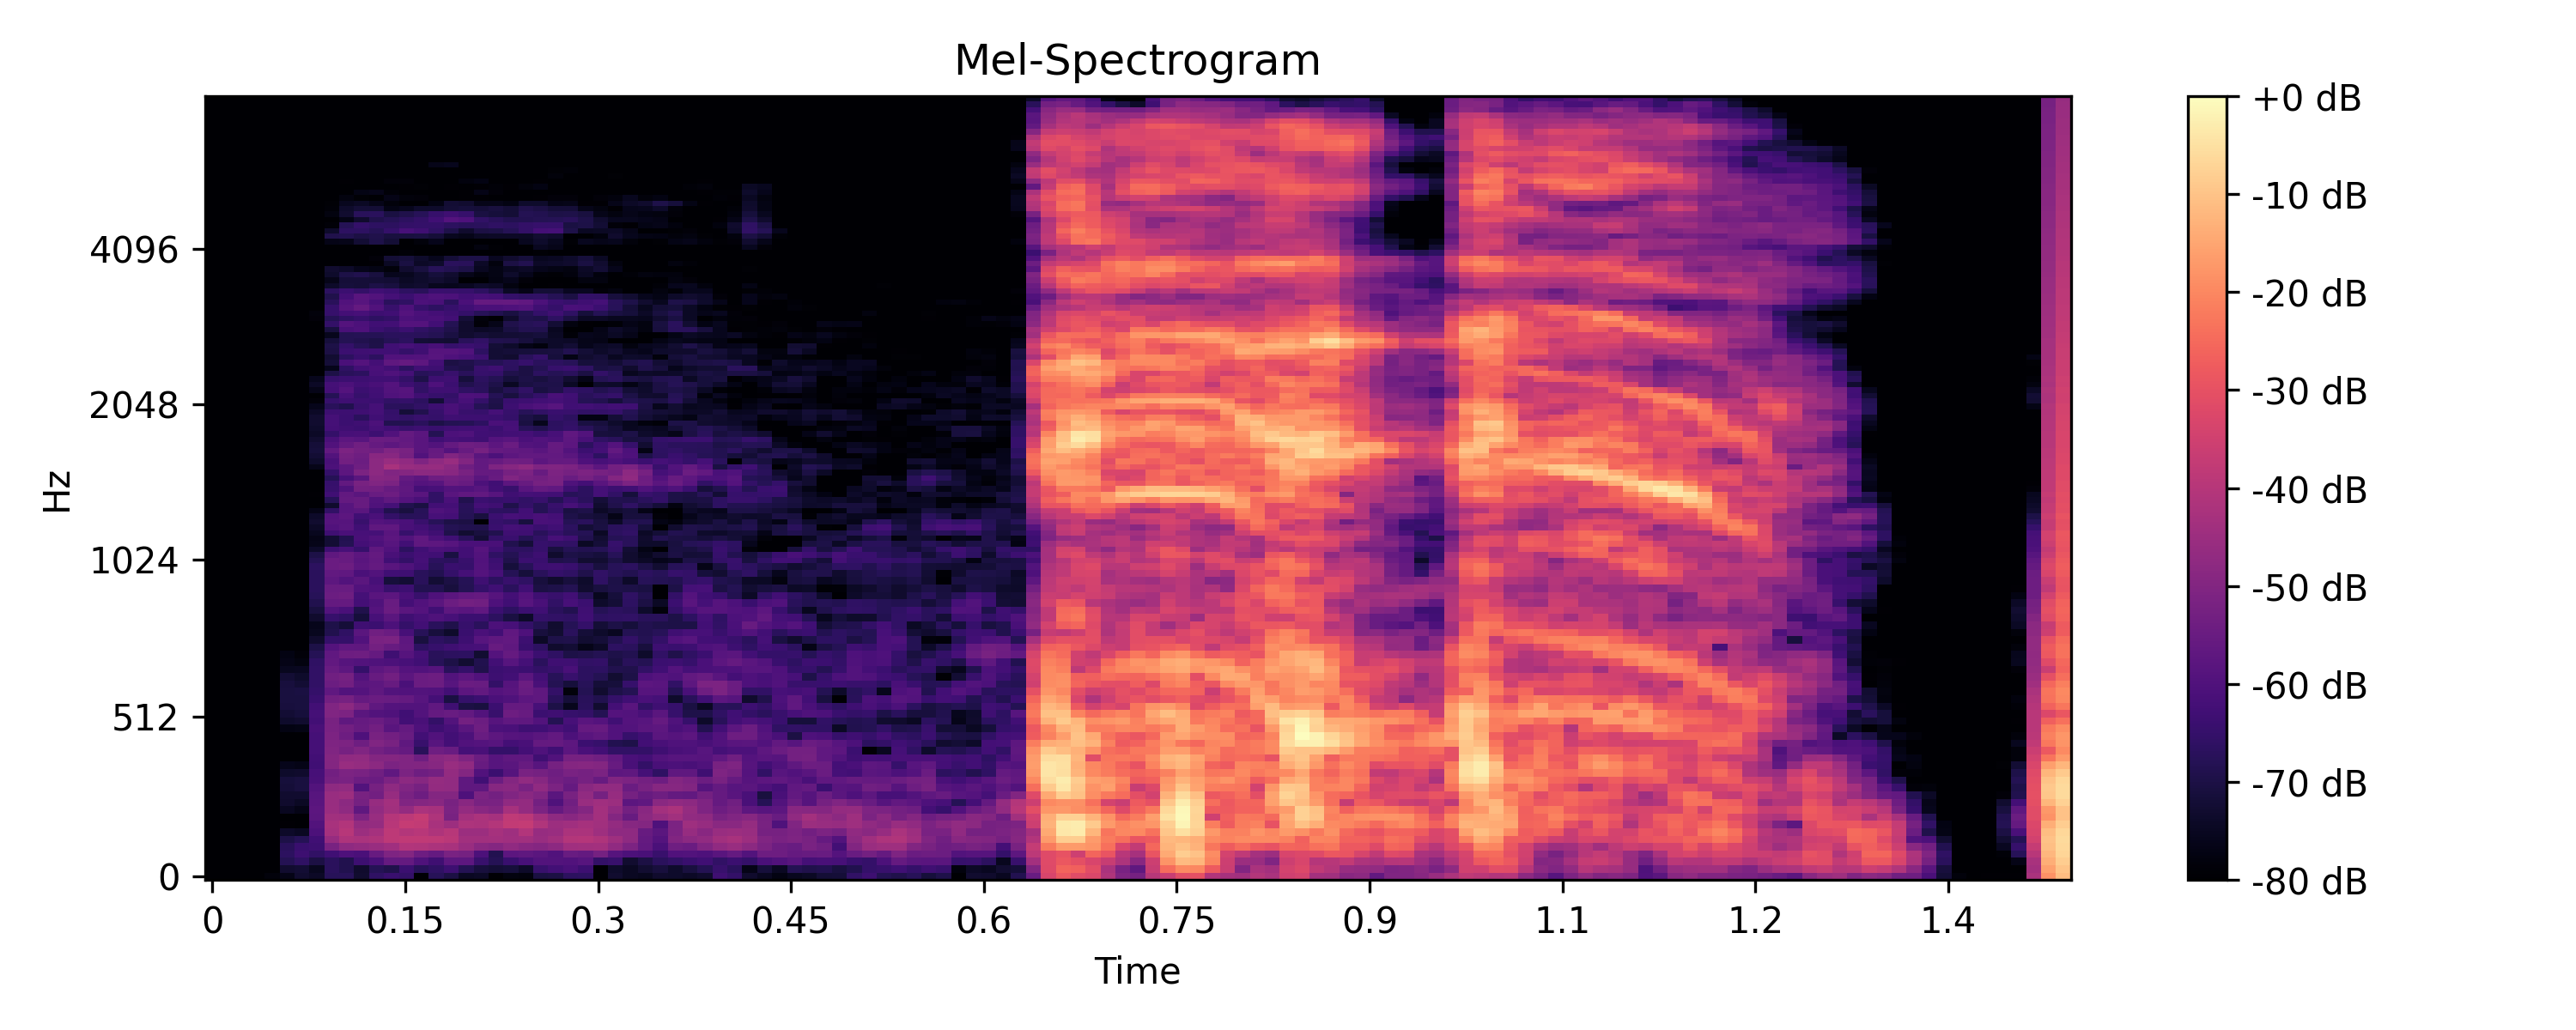 Mel-Spectrogram
+0 dB
-10 dB
-20 dB
-30 dB
-40 dB
-50 dB
-60 dB
-70 dB
-80 dB
Hz
4096
2048
1024
512
0
0 0.15 0.3 0.45 0.6 0.75 0.9 1.1 1.2 1.4
Time